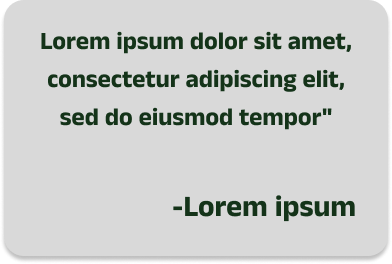 Lorem ipsum dolor sit amet,
consectetur adipiscing elit,
sed do eiusmod tempor"
-Lorem ipsum